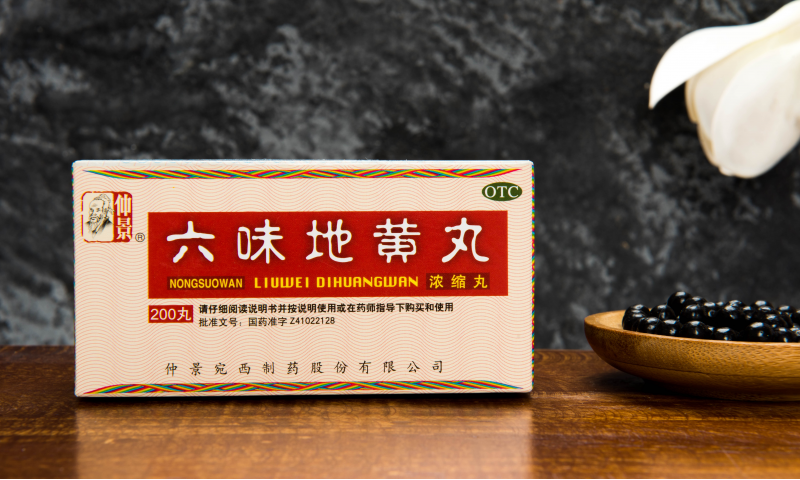 OTC
仲景®
六味地黄丸
NONGSUOWAN LIUWEI DIHUANGWAN 浓缩丸
200丸 请仔细阅读说明书并按说明使用或在药师指导下购买和使用
批准文号：国药准字 Z41022128
仲景宛西制药股份有限公司